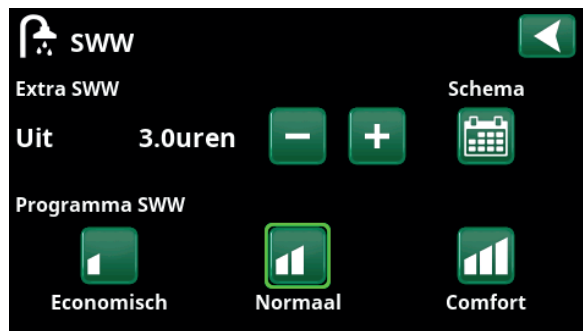 SWW
Extra SWW
Schema
Uit 3.0uren
Programma SWW
Economisch Normaal Comfort